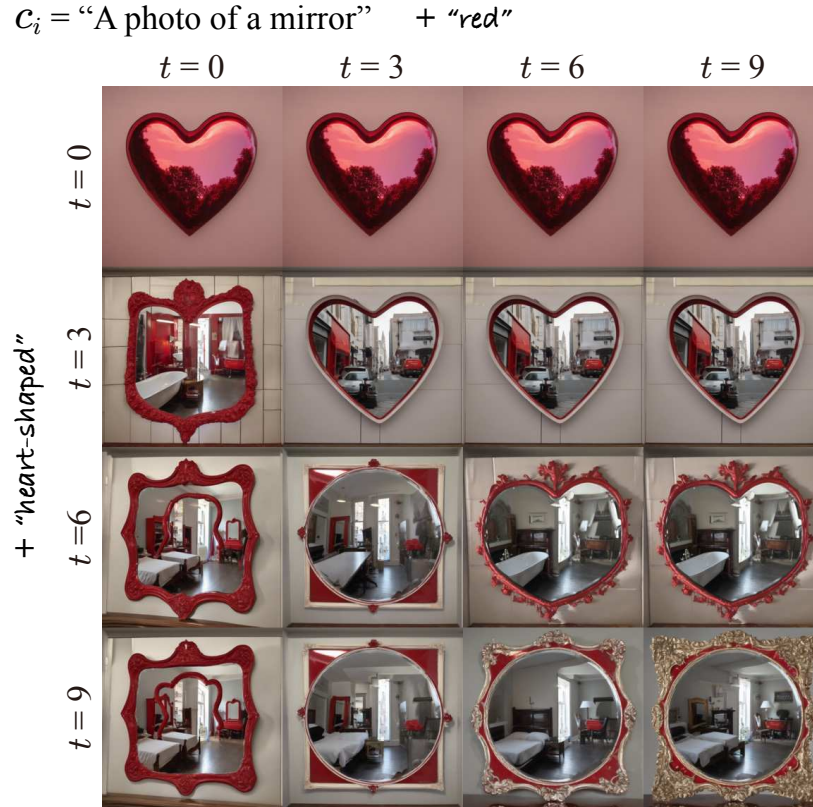 c_i = “A photo of a mirror” + “red”
t = 0 t = 3 t = 6 t = 9
t = 0
t = 3
t =6
t = 9
+ “heart-shaped”